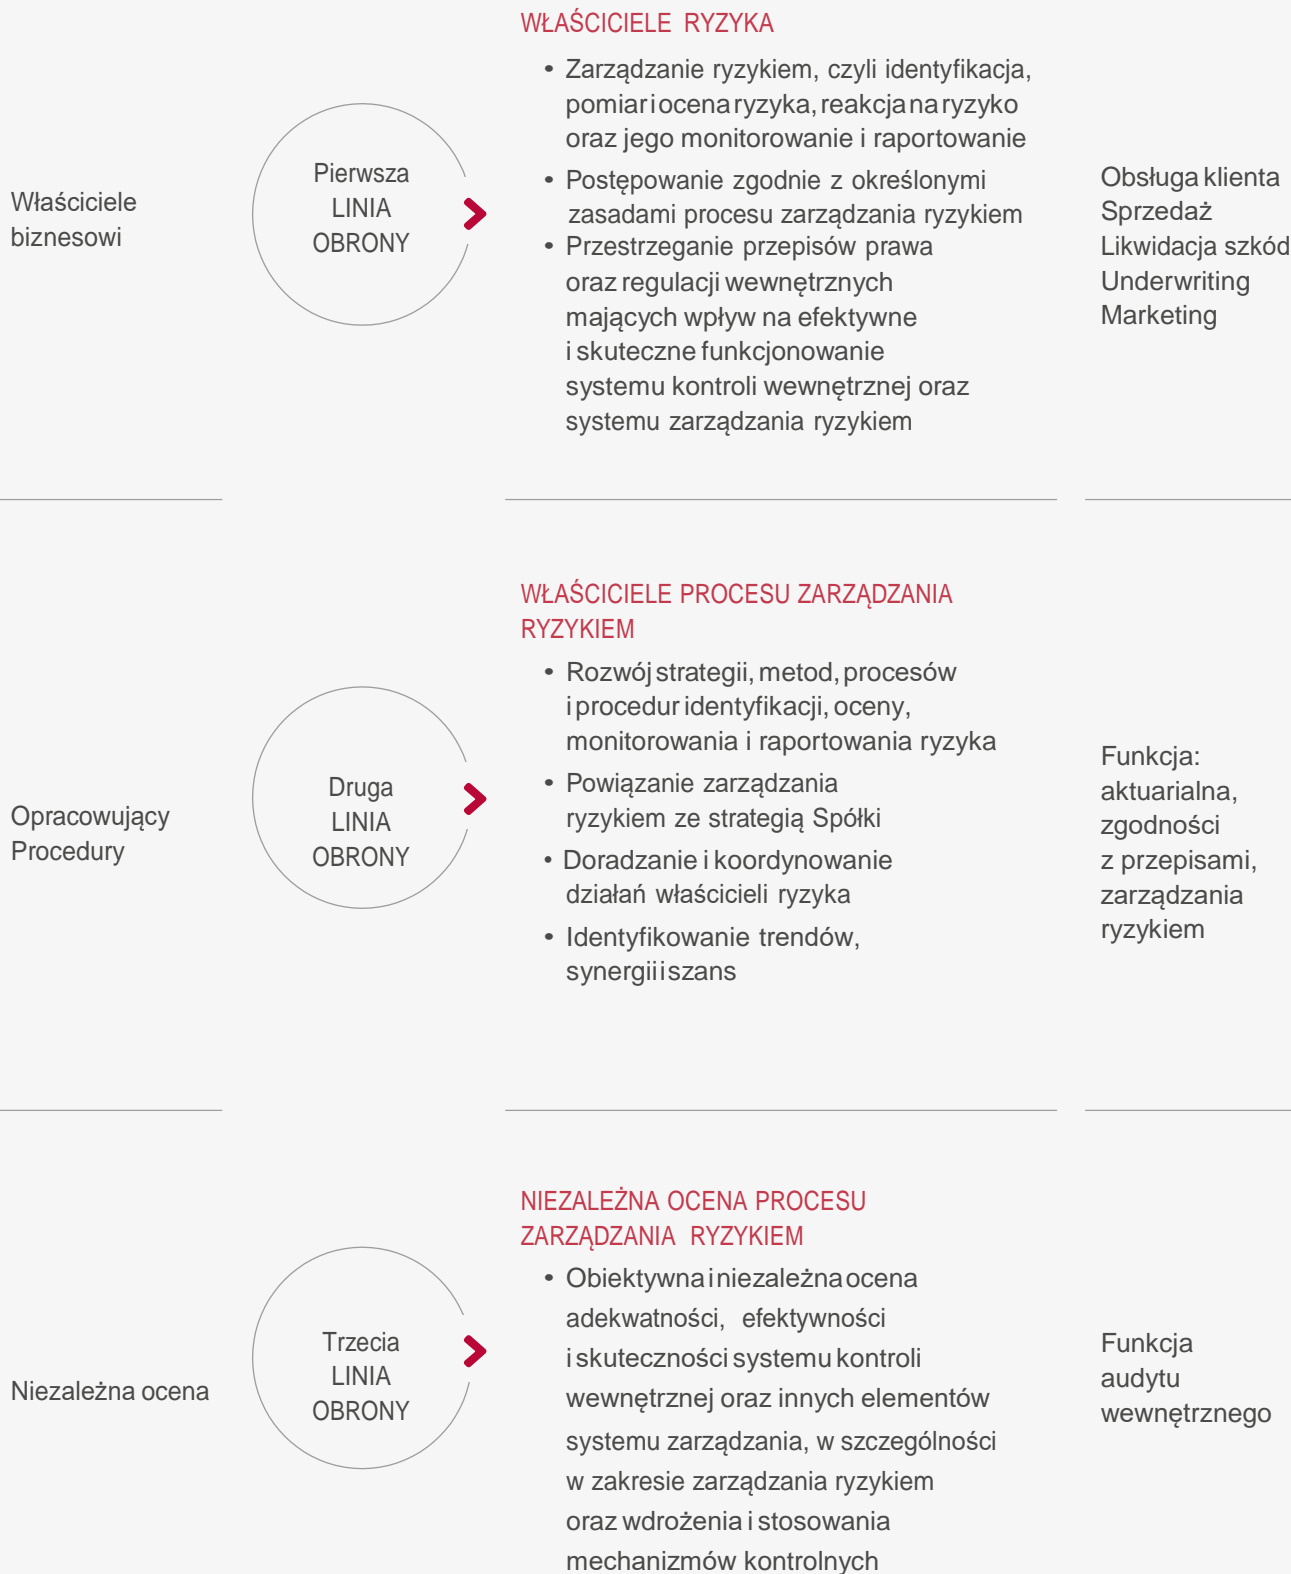 Właściciele
biznesowi
Pierwsza
LINIA
OBRONY
WŁAŚCICIELE RYZYKA
• Zarządzanie ryzykiem, czyli identyfikacja,
pomiar i ocena ryzyka, reakcja na ryzyko
oraz jego monitorowanie i raportowanie
• Postępowanie zgodnie z określonymi
zasadami procesu zarządzania ryzykiem
• Przestrzeganie przepisów prawa
oraz regulacji wewnętrznych
mających wpływ na efektywne
i skuteczne funkcjonowanie
systemu kontroli wewnętrznej oraz
systemu zarządzania ryzykiem
Obsługa klienta
Sprzedaż
Likwidacja szkód
Underwriting
Marketing
Opracowujący
Procedury
Druga
LINIA
OBRONY
WŁAŚCICIELE PROCESU ZARZĄDZANIA
RYZYKIEM
• Rozwój strategii, metod, procesów
i procedur identyfikacji, oceny,
monitorowania i raportowania ryzyka
• Powiązanie zarządzania
ryzykiem ze strategią Spółki
• Doradzanie i koordynowanie
działań właścicieli ryzyka
• Identyfikowanie trendów,
synergii i szans
Funkcja:
aktuarialna,
zgodności
z przepisami,
zarządzania
ryzykiem
Niezależna ocena
Trzecia
LINIA
OBRONY
NIEZALEŻNA OCENA PROCESU
ZARZĄDZANIA RYZYKIEM
• Obiektywna i niezależna ocena
adekwatności, efektywności
i skuteczności systemu kontroli
wewnętrznej oraz innych elementów
systemu zarządzania, w szczególności
w zakresie zarządzania ryzykiem
oraz wdrożenia i stosowania
mechanizmów kontrolnych
Funkcja
audytu
wewnętrznego